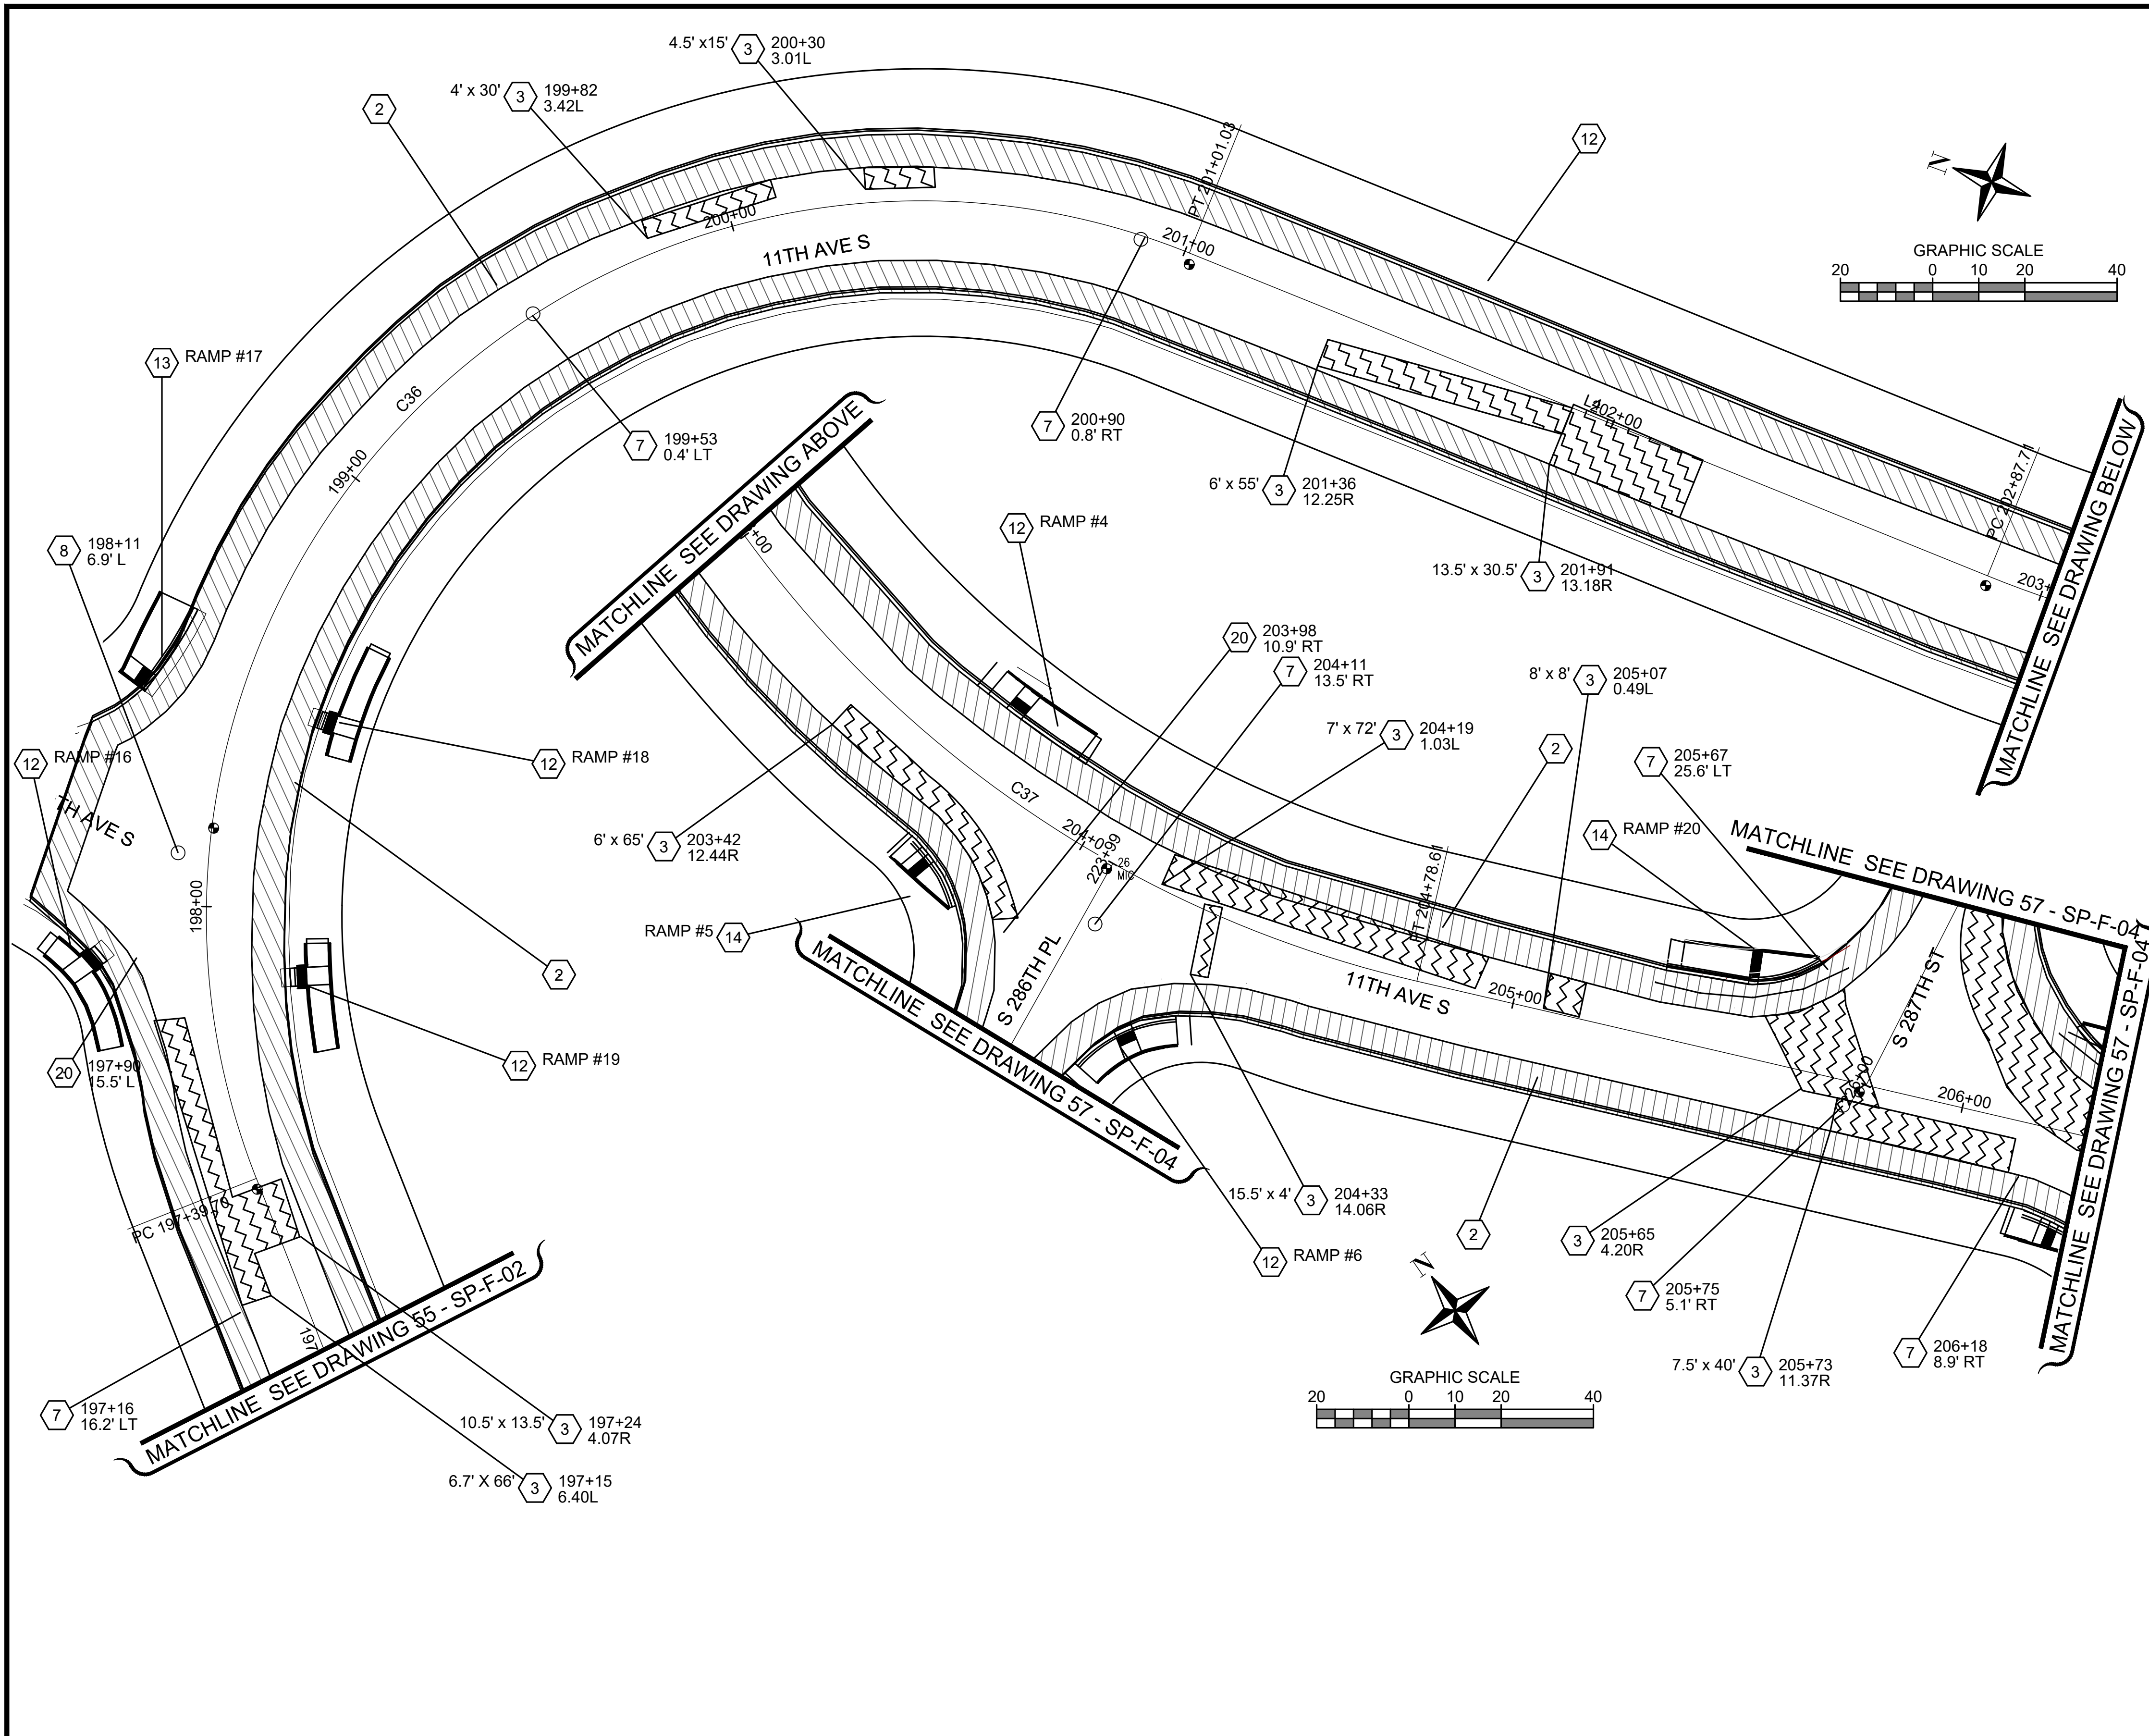 4.5' x15'
3
200+30
3.01L
4' x 30'
3
199+82
3.42L
2
12
N
GRAPHIC SCALE
20 0 10 20 40
PT 201+01.03
200+00
201+00
11TH AVE S
13
RAMP #17
C36
199+00
7
199+53
0.4' LT
7
200+90
0.8' RT
202+00
6' x 55'
3
201+36
12.25R
13.5' x 30.5'
3
201+91
13.18R
PC 202+87.71
203+
MATCHLINE SEE DRAWING BELOW
8
198+11
6.9' L
12
RAMP #16
TH AVE S
12
RAMP #18
198+00
2
12
RAMP #19
20
197+90
15.5' L
PC 197+39.70
197
MATCHLINE SEE DRAWING 55 - SP-F-02
7
197+16
16.2' LT
10.5' x 13.5'
3
197+24
4.07R
6.7' X 66'
3
197+15
6.40L
MATCHLINE SEE DRAWING ABOVE
+00
12
RAMP #4
20
203+98
10.9' RT
7
204+11
13.5' RT
8' x 8'
3
205+07
0.49L
7' x 72'
3
204+19
1.03L
2
7
205+67
25.6' LT
14
RAMP #20
6' x 65'
3
203+42
12.44R
C37
204+00
223+99
26
MIC
PT 204+78.61
RAMP #5
14
S 286TH PL
11TH AVE S
205+00
S 287TH ST
206+00
226+00
MATCHLINE SEE DRAWING 57 - SP-F-04
MATCHLINE SEE DRAWING 57 - SP-F-04
MATCHLINE SEE DRAWING 57 - SP-F-04
15.5' x 4'
3
204+33
14.06R
12
RAMP #6
2
3
205+65
4.20R
7
205+75
5.1' RT
7.5' x 40'
3
205+73
11.37R
7
206+18
8.9' RT
N
GRAPHIC SCALE
20 0 10 20 40